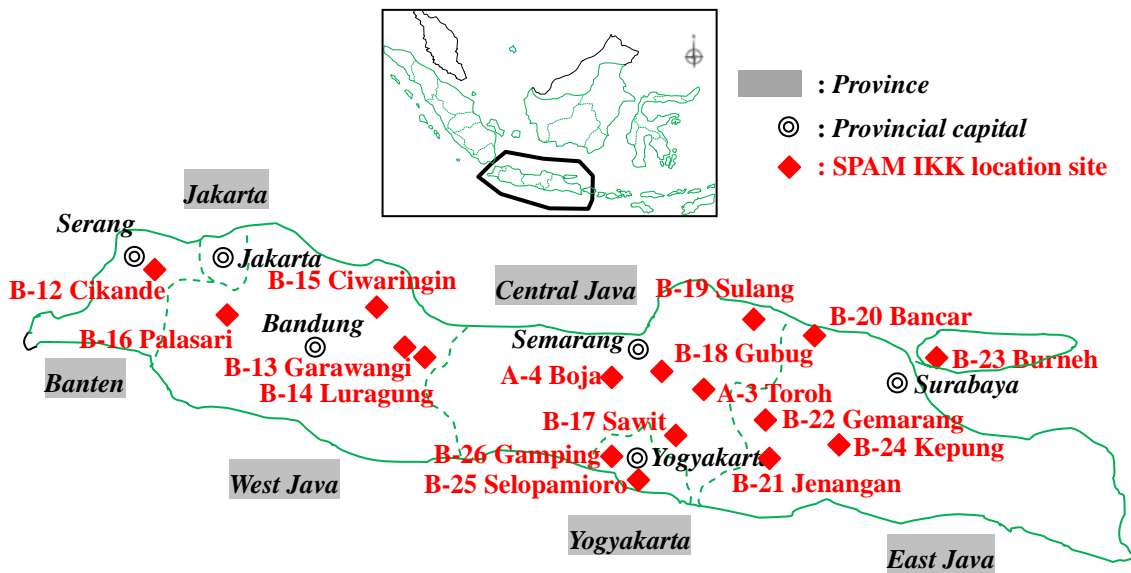 : Province
: Provincial capital
: SPAM IKK location site
Jakarta
Serang
Jakarta
B-12 Cikande
B-15 Ciwaringin
Central Java
B-19 Sulang
B-20 Bancar
B-16 Palasari
Bandung
Semarang
B-18 Gubug
B-23 Burneh
Banten
B-13 Garawangi
A-4 Boja
A-3 Toroh
Surabaya
B-14 Luragung
B-17 Sawit
B-22 Gemarang
B-24 Kepung
B-26 Gamping
Yogyakarta
B-25 Selopamioro
B-21 Jenangan
West Java
Yogyakarta
East Java